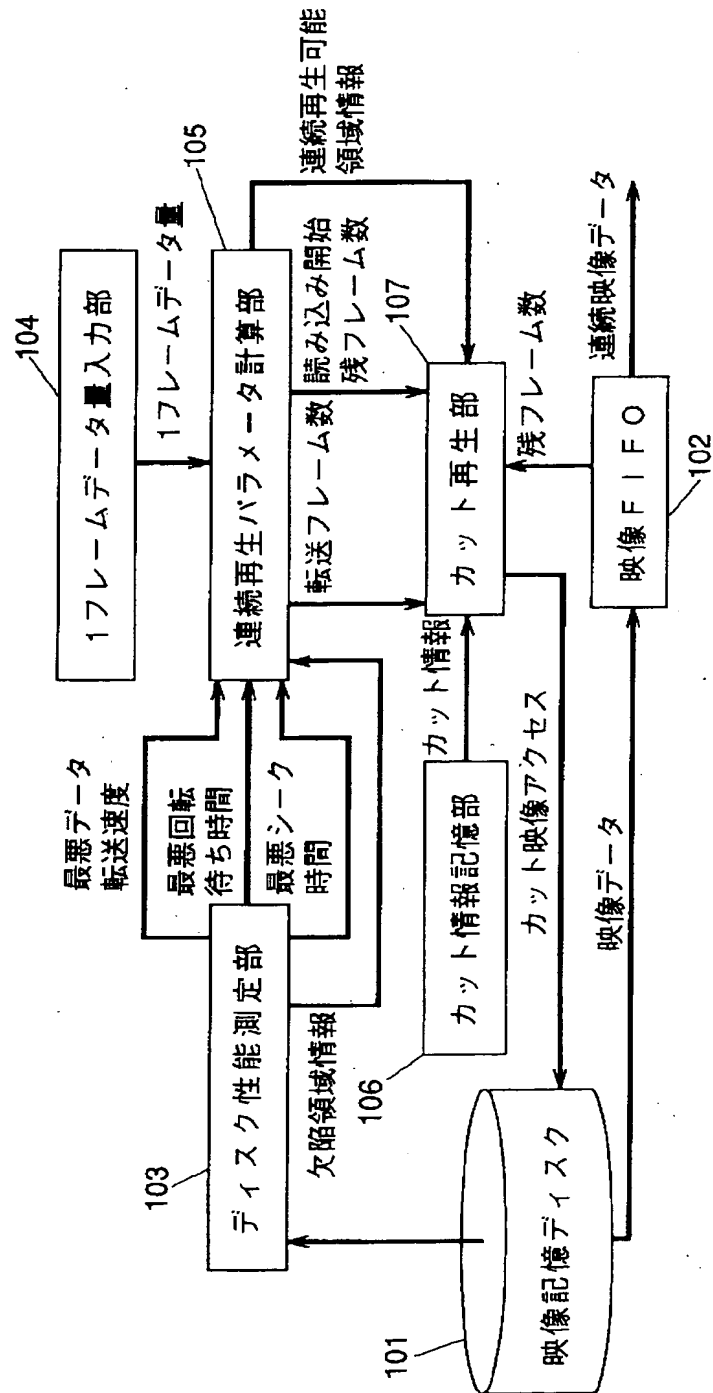 104
1フレームデータ量入力部
1フレームデータ量
105
連続再生パラメータ計算部
連続再生可能
領域情報
最悪データ
転送速度
最悪回転
待ち時間
最悪シーク
時間
103
ディスク性能測定部
欠陥領域情報
転送フレーム数
読み込み開始
残フレーム数
107
カット再生部
カット情報
106
カット情報記憶部
カット映像アクセス
残フレーム数
101
映像記憶ディスク
映像データ
映像FIFO
102
連続映像データ